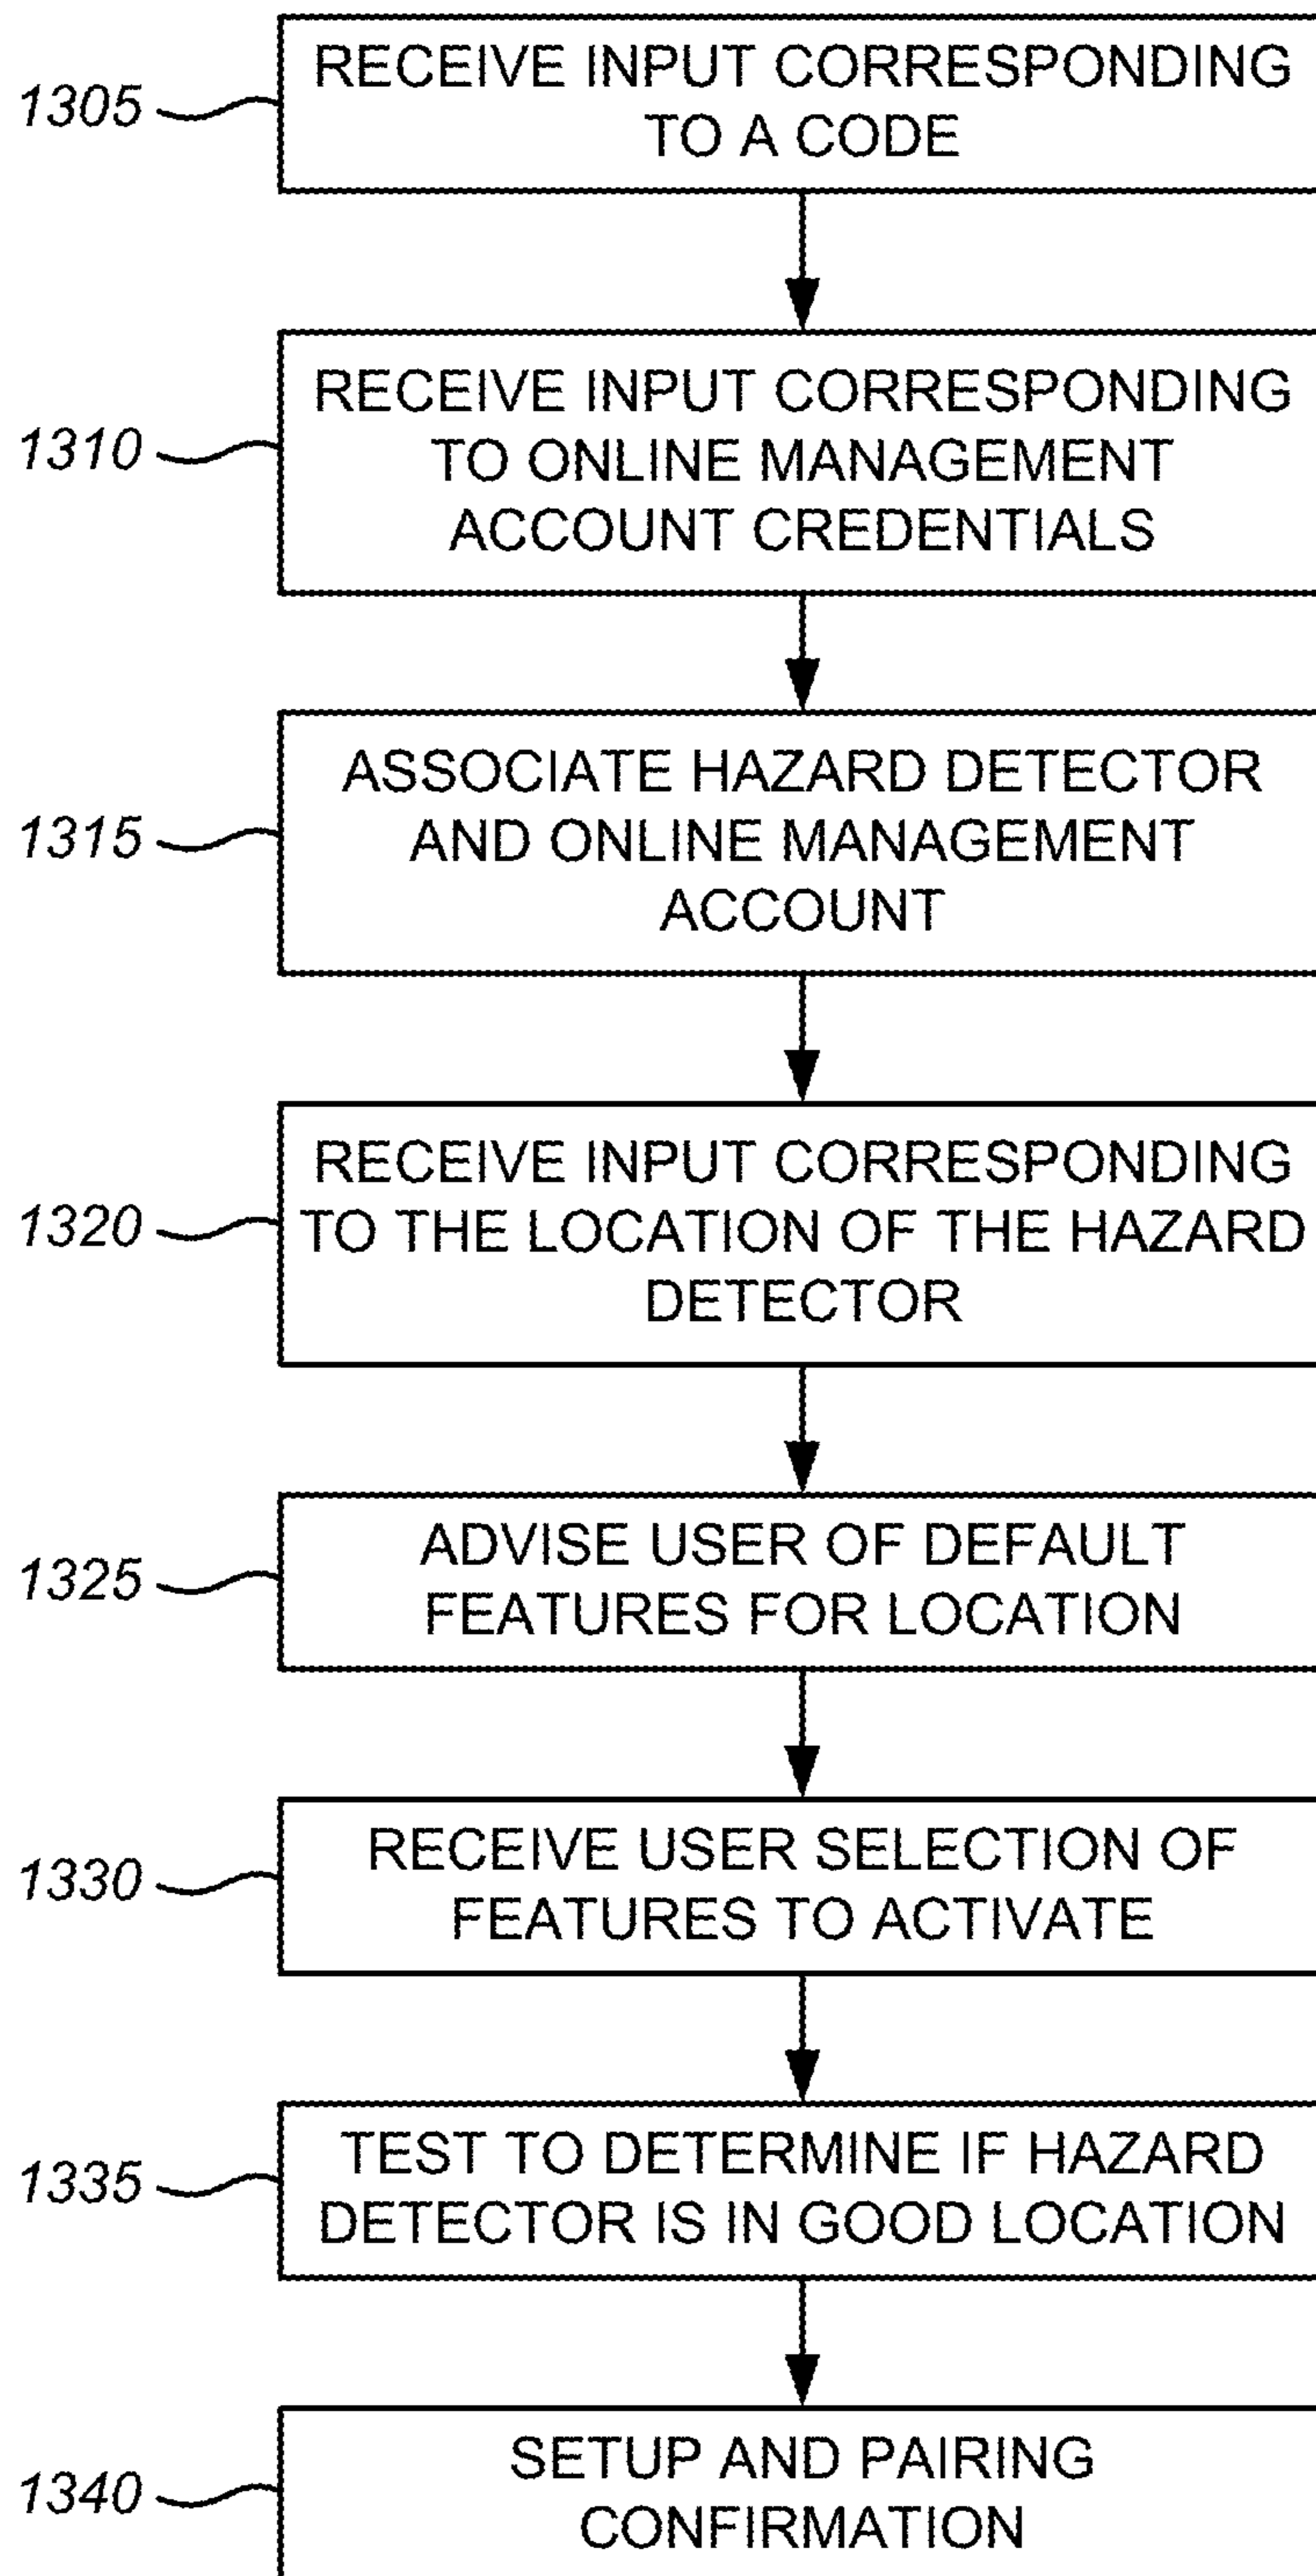 1305
RECEIVE INPUT CORRESPONDING
TO A CODE
1310
RECEIVE INPUT CORRESPONDING
TO ONLINE MANAGEMENT
ACCOUNT CREDENTIALS
1315
ASSOCIATE HAZARD DETECTOR
AND ONLINE MANAGEMENT
ACCOUNT
1320
RECEIVE INPUT CORRESPONDING
TO THE LOCATION OF THE HAZARD
DETECTOR
1325
ADVISE USER OF DEFAULT
FEATURES FOR LOCATION
1330
RECEIVE USER SELECTION OF
FEATURES TO ACTIVATE
1335
TEST TO DETERMINE IF HAZARD
DETECTOR IS IN GOOD LOCATION
1340
SETUP AND PAIRING
CONFIRMATION